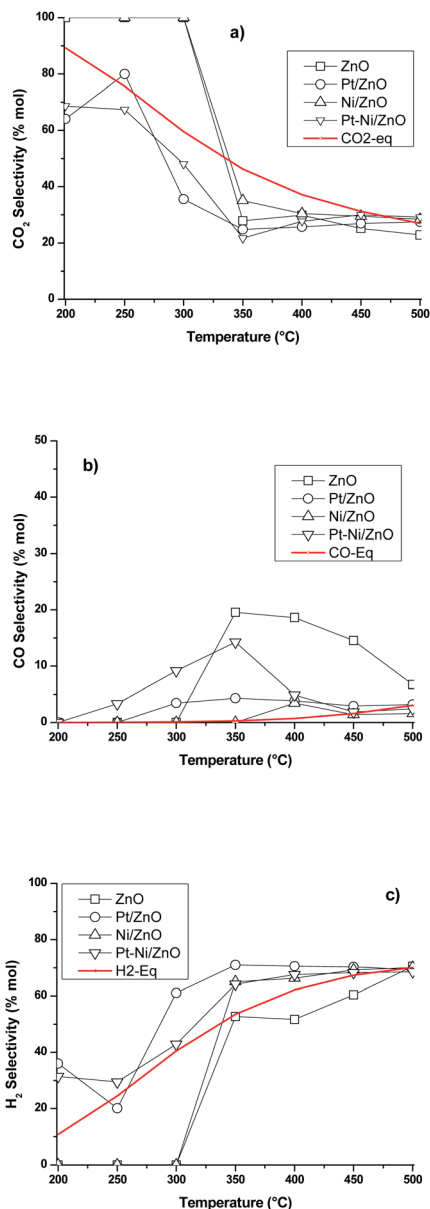 a)
ZnO
Pt/ZnO
Ni/ZnO
Pt-Ni/ZnO
CO2-eq
100
80
60
40
20
0
CO₂ Selectivity (% mol)
200 250 300 350 400 450 500
Temperature (°C)
b)
ZnO
Pt/ZnO
Ni/ZnO
Pt-Ni/ZnO
CO-Eq
50
40
30
20
10
0
CO Selectivity (% mol)
200 250 300 350 400 450 500
Temperature (°C)
c)
ZnO
Pt/ZnO
Ni/ZnO
Pt-Ni/ZnO
H2-Eq
100
80
60
40
20
0
H₂ Selectivity (% mol)
200 250 300 350 400 450 500
Temperature (°C)